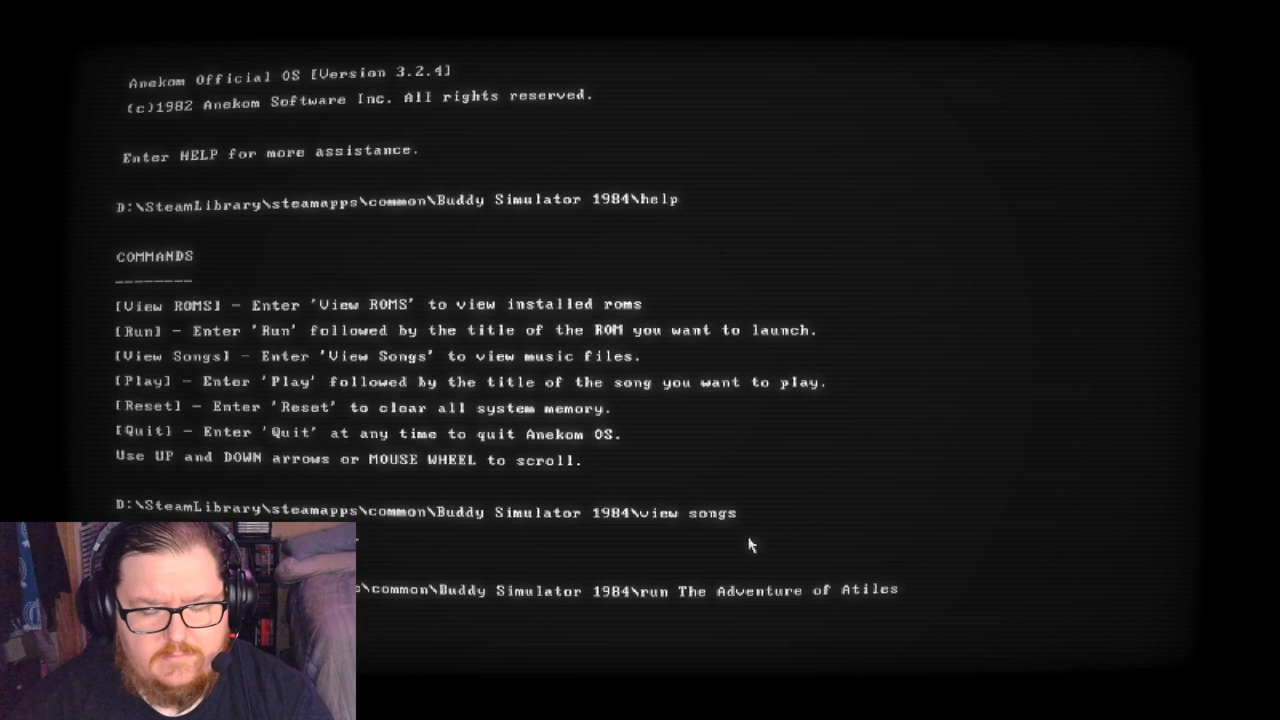 Anekom Official OS [Version 3.2.4]
(c)1982 Anekom Software Inc. All rights reserved.
Enter HELP for more assistance.
D:\SteamLibrary\steamapps\common\Buddy Simulator 1984\help
COMMANDS
--------
[View ROMS] - Enter 'View ROMS' to view installed roms
[Run] - Enter 'Run' followed by the title of the ROM you want to launch.
[View Songs] - Enter 'View Songs' to view music files.
[Play] - Enter 'Play' followed by the title of the song you want to play.
[Reset] - Enter 'Reset' to clear all system memory.
[Quit] - Enter 'Quit' at any time to quit Anekom OS.
Use UP and DOWN arrows or MOUSE WHEEL to scroll.
D:\SteamLibrary\steamapps\common\Buddy Simulator 1984\view songs
\common\Buddy Simulator 1984\run The Adventure of Atiles